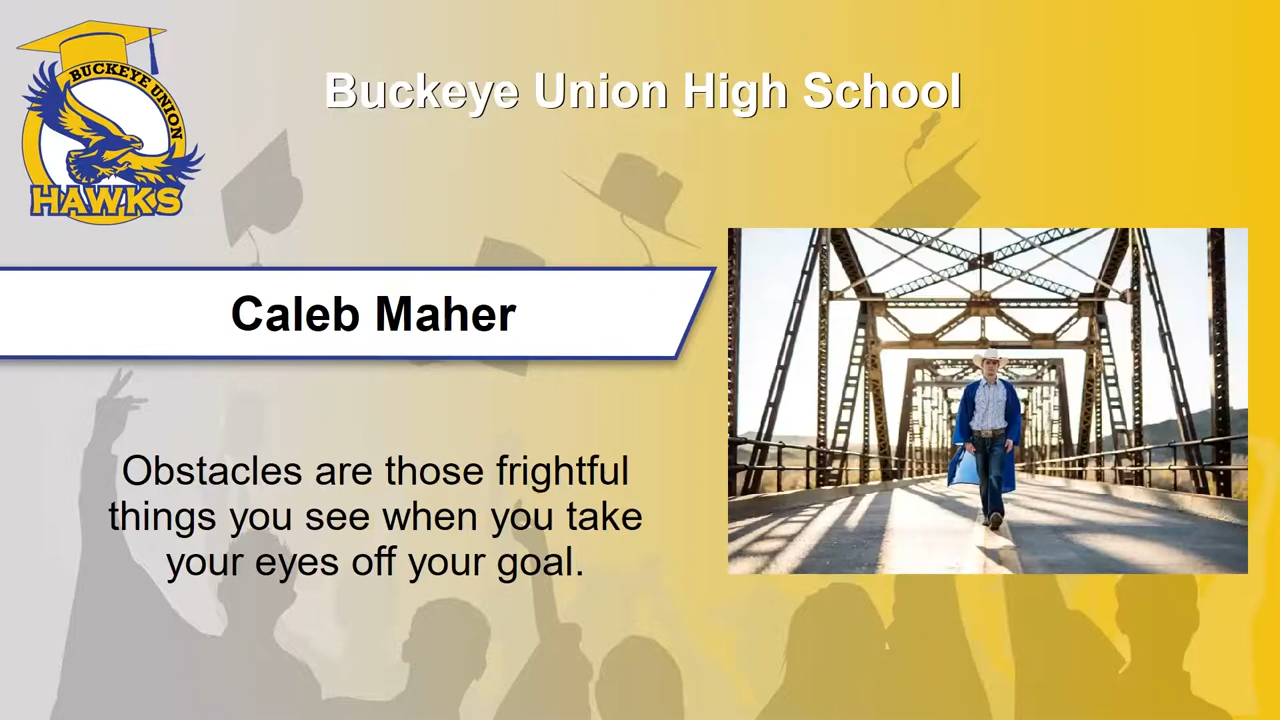 BUCKEYE UNION
HAWKS
Buckeye Union High School
Caleb Maher
Obstacles are those frightful
things you see when you take
your eyes off your goal.